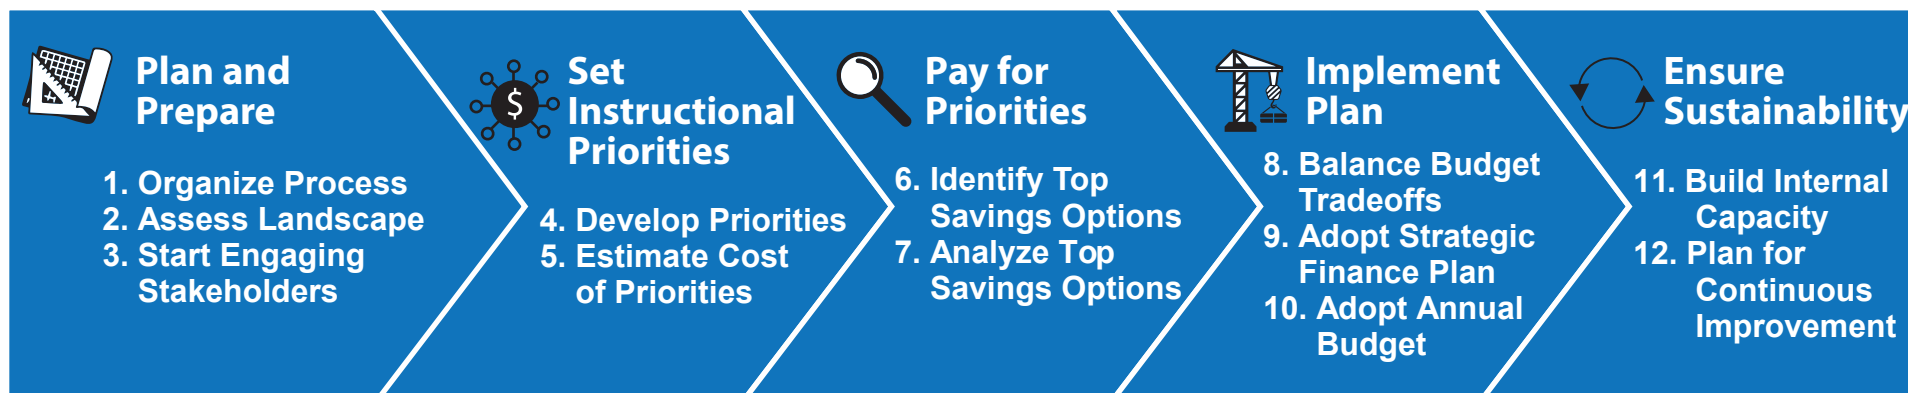 Plan and
Prepare
1. Organize Process
2. Assess Landscape
3. Start Engaging
Stakeholders
$
Set
Instructional
Priorities
4. Develop Priorities
5. Estimate Cost
of Priorities
Pay for
Priorities
6. Identify Top
Savings Options
7. Analyze Top
Savings Options
Implement
Plan
8. Balance Budget
Tradeoffs
9. Adopt Strategic
Finance Plan
10. Adopt Annual
Budget
Ensure
Sustainability
11. Build Internal
Capacity
12. Plan for
Continuous
Improvement